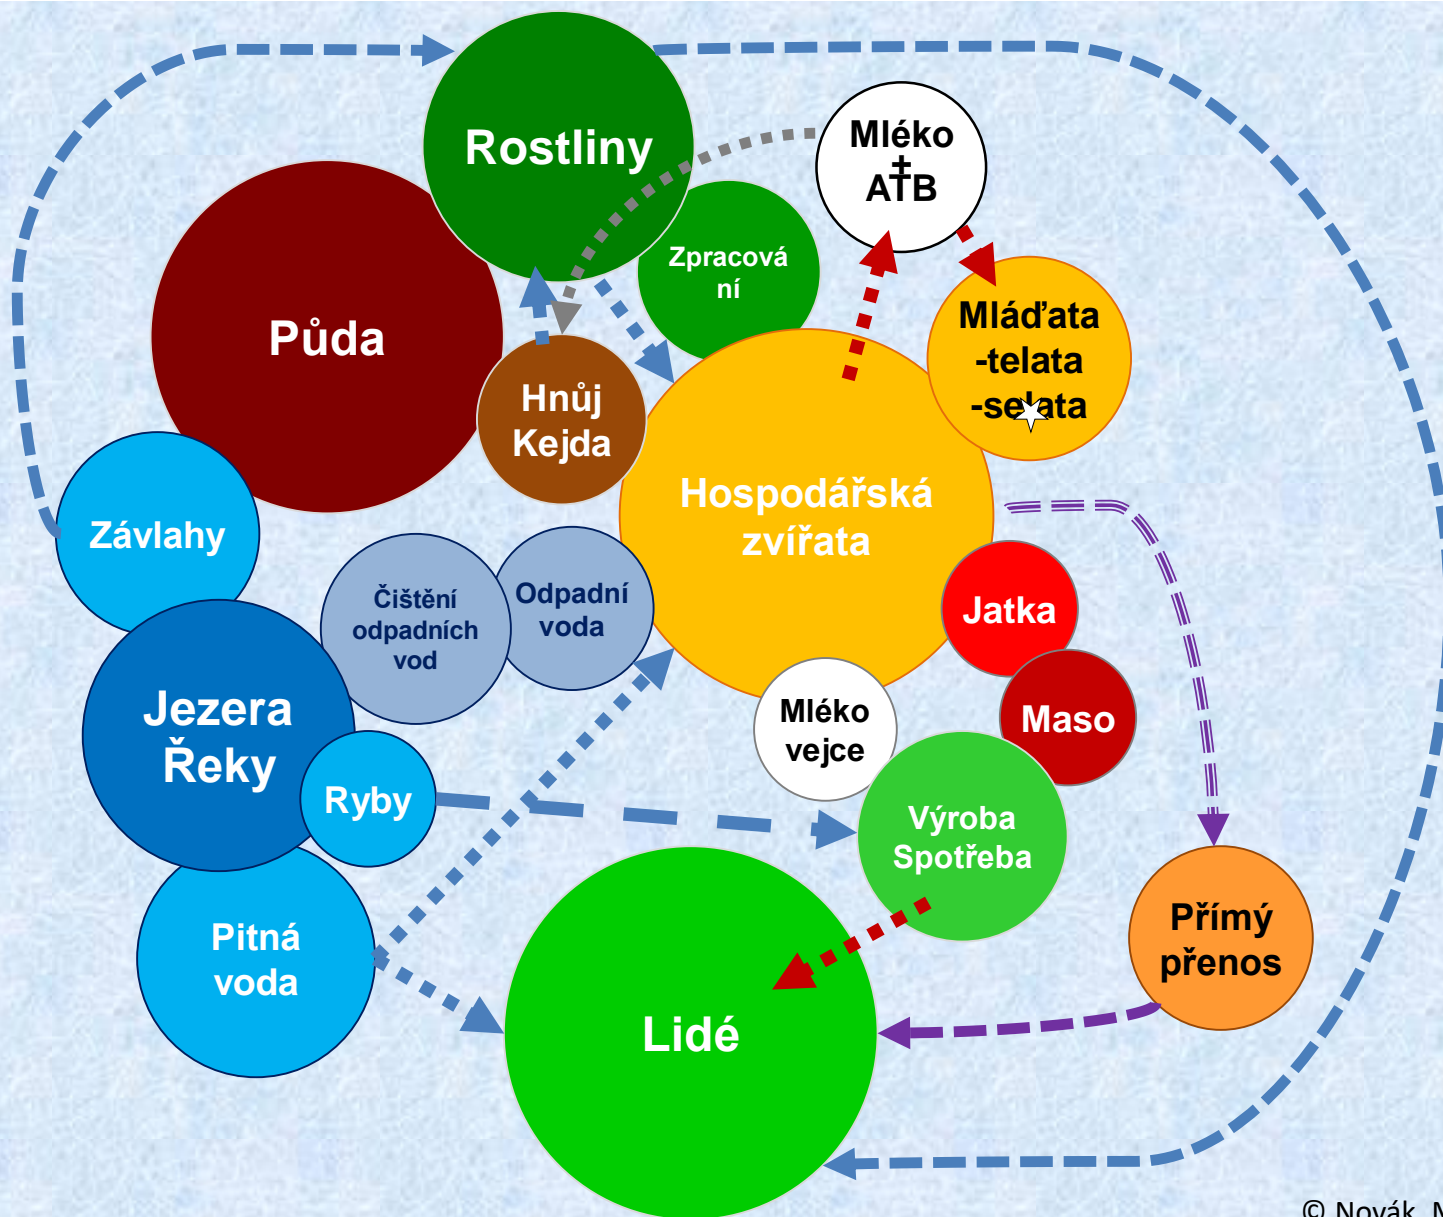 Rostliny
Mléko
ATB
Zpracová
ní
Půda
Mláďata
-telata
-selata
Hnůj
Kejda
Hospodářská
zvířata
Závlahy
Čištění
odpadních
vod
Odpadní
voda
Jatka
Jezera
Řeky
Mléko
vejce
Maso
Ryby
Výroba
Spotřeba
Pitná
voda
Přímý
přenos
Lidé
© Novák, M